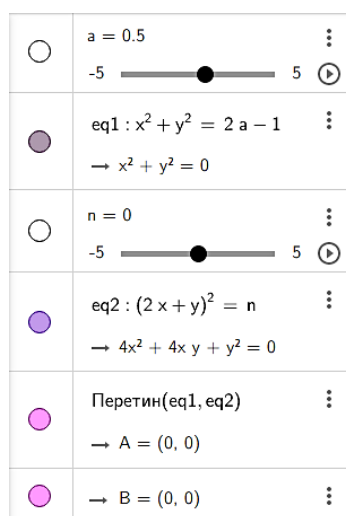 a = 0.5
-5 5
eq1 : x² + y² = 2 a − 1
→ x² + y² = 0
n = 0
-5 5
eq2 : (2 x + y)² = n
→ 4x² + 4x y + y² = 0
Перетин(eq1, eq2)
→ A = (0, 0)
→ B = (0, 0)